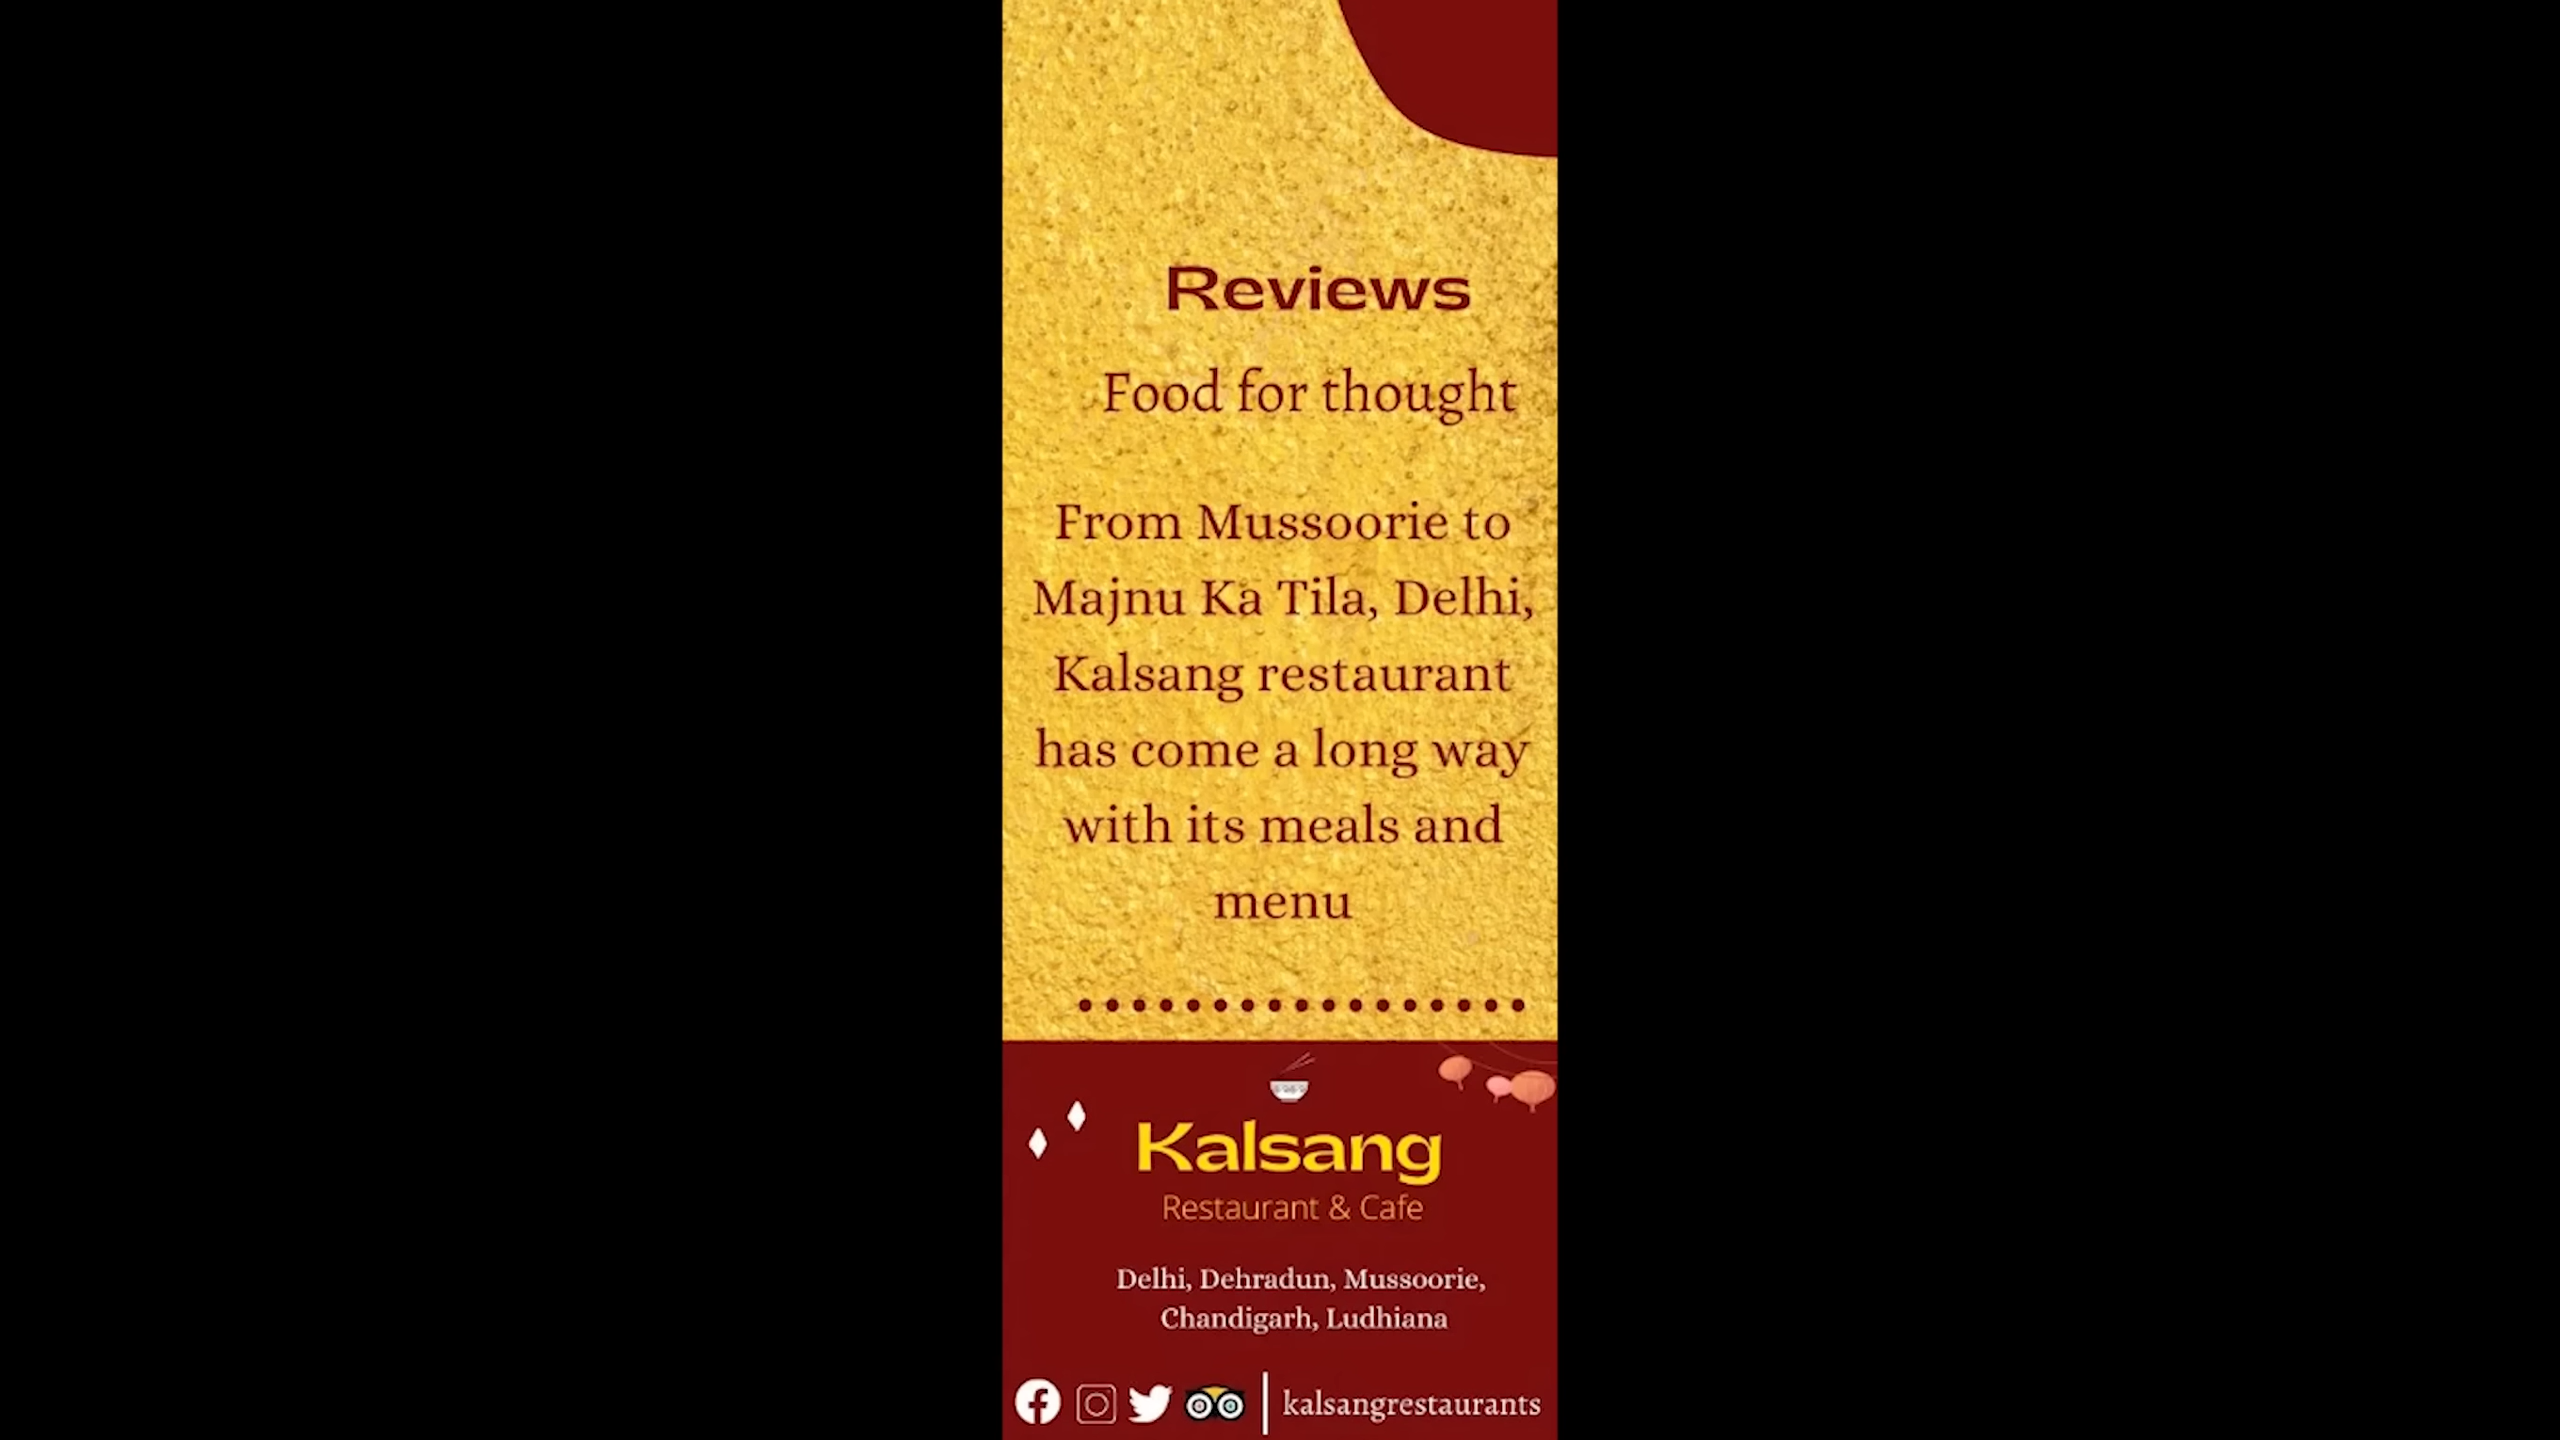 Reviews
Food for thought
From Mussoorie to
Majnu Ka Tila, Delhi,
Kalsang restaurant
has come a long way
with its meals and
menu
Kalsang
Restaurant & Cafe
Delhi, Dehradun, Mussoorie,
Chandigarh, Ludhiana
kalsangrestaurants